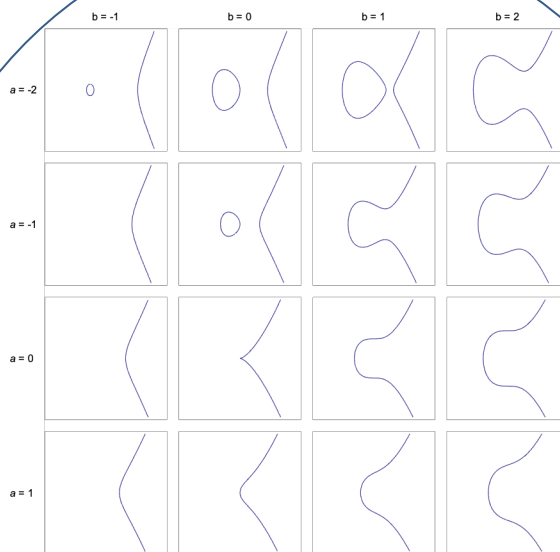 b = -1 b = 0 b = 1 b = 2
a = -2
a = -1
a = 0
a = 1